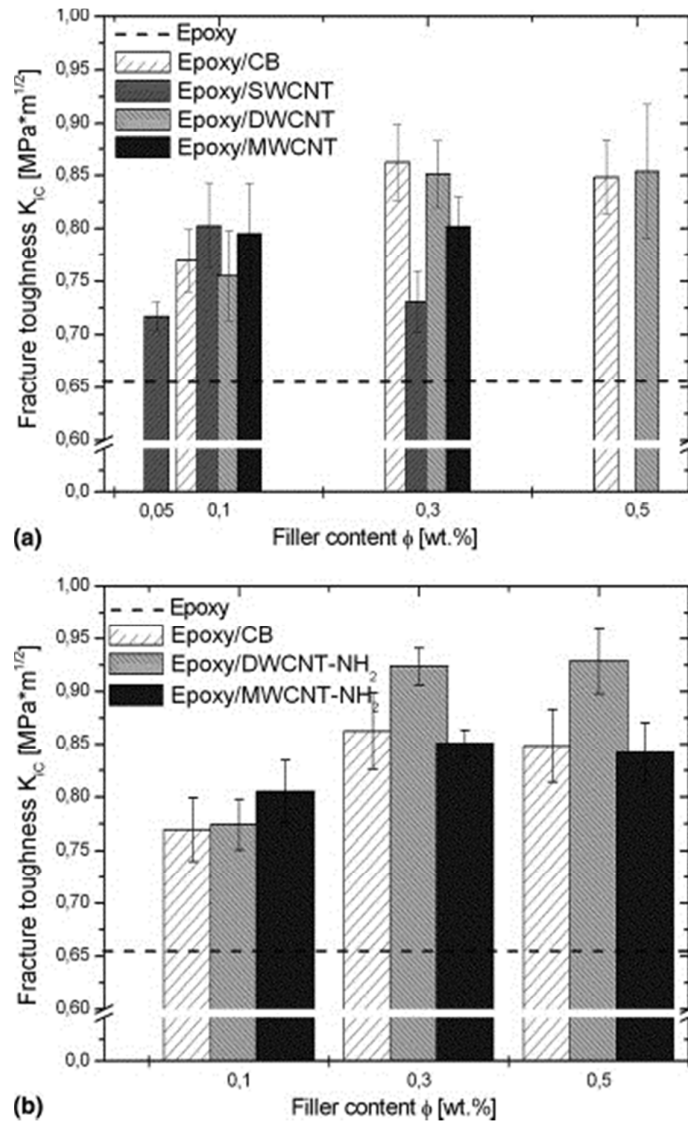 1,00
0,95
0,90
0,85
0,80
0,75
0,70
0,65
0,60
0,0
Fracture toughness K_IC [MPa*m^1/2]
Epoxy
Epoxy/CB
Epoxy/SWCNT
Epoxy/DWCNT
Epoxy/MWCNT
0,05 0,1 0,3 0,5
(a) Filler content ϕ [wt.%]
1,00
0,95
0,90
0,85
0,80
0,75
0,70
0,65
0,60
0,0
Fracture toughness K_IC [MPa*m^1/2]
Epoxy
Epoxy/CB
Epoxy/DWCNT-NH₂
Epoxy/MWCNT-NH₂
0,1 0,3 0,5
(b) Filler content ϕ [wt.%]